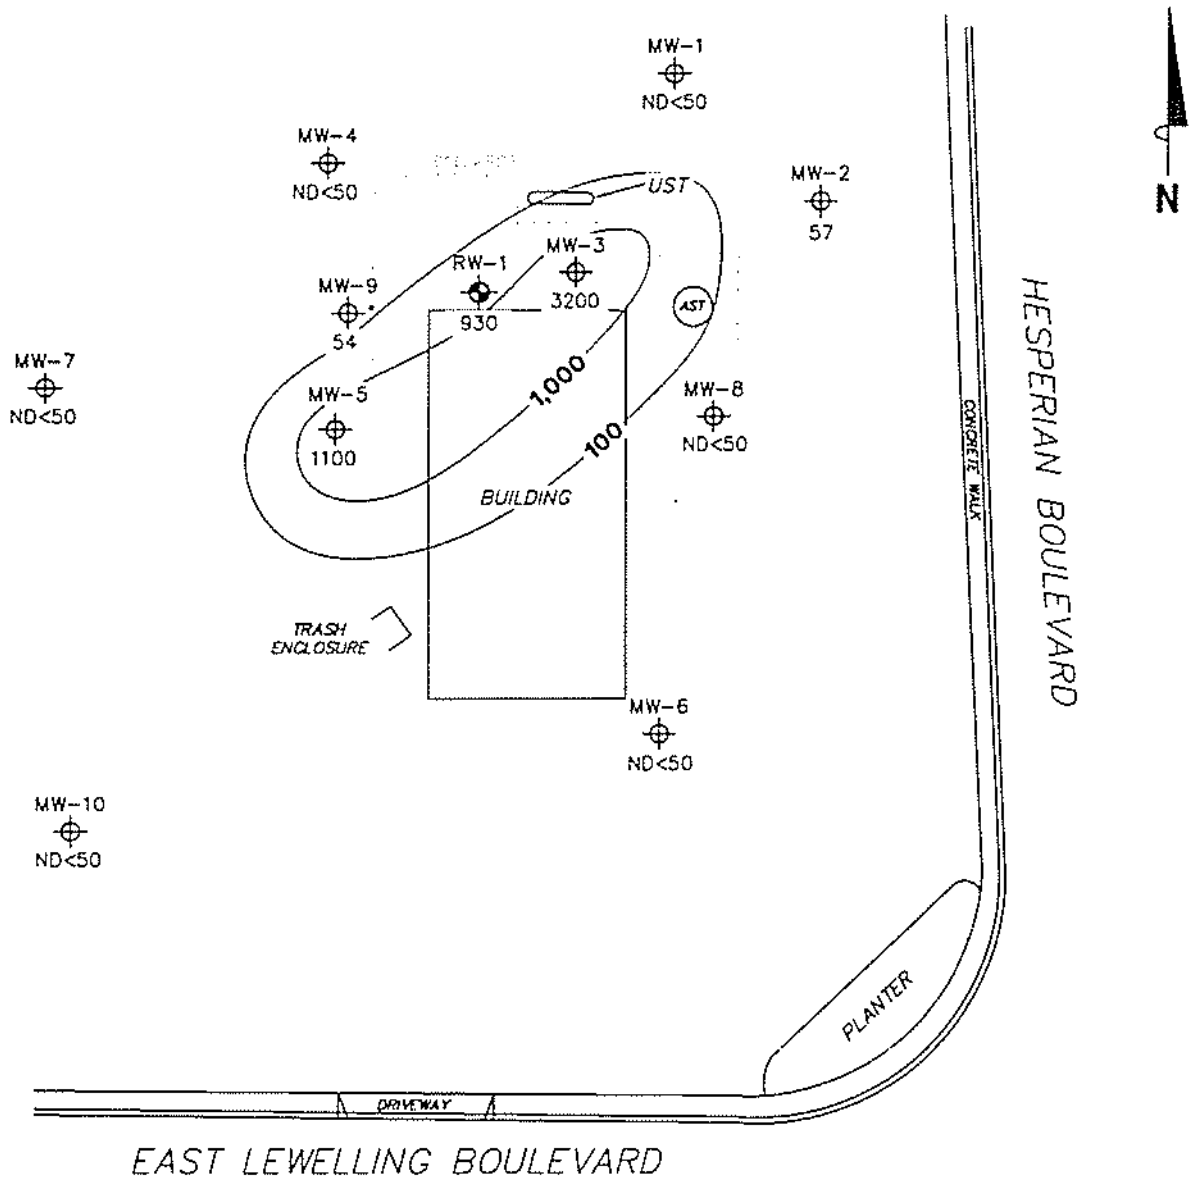 MW-1
ND<50
MW-4
ND<50
UST
MW-2
57
N
MW-3
3200
RW-1
930
MW-9
54
AST
MW-7
ND<50
MW-5
1100
1,000
MW-8
ND<50
100
BUILDING
HESPERIAN BOULEVARD
CONCRETE WALK
TRASH
ENCLOSURE
MW-6
ND<50
MW-10
ND<50
PLANTER
DRIVEWAY
EAST LEWELLING BOULEVARD